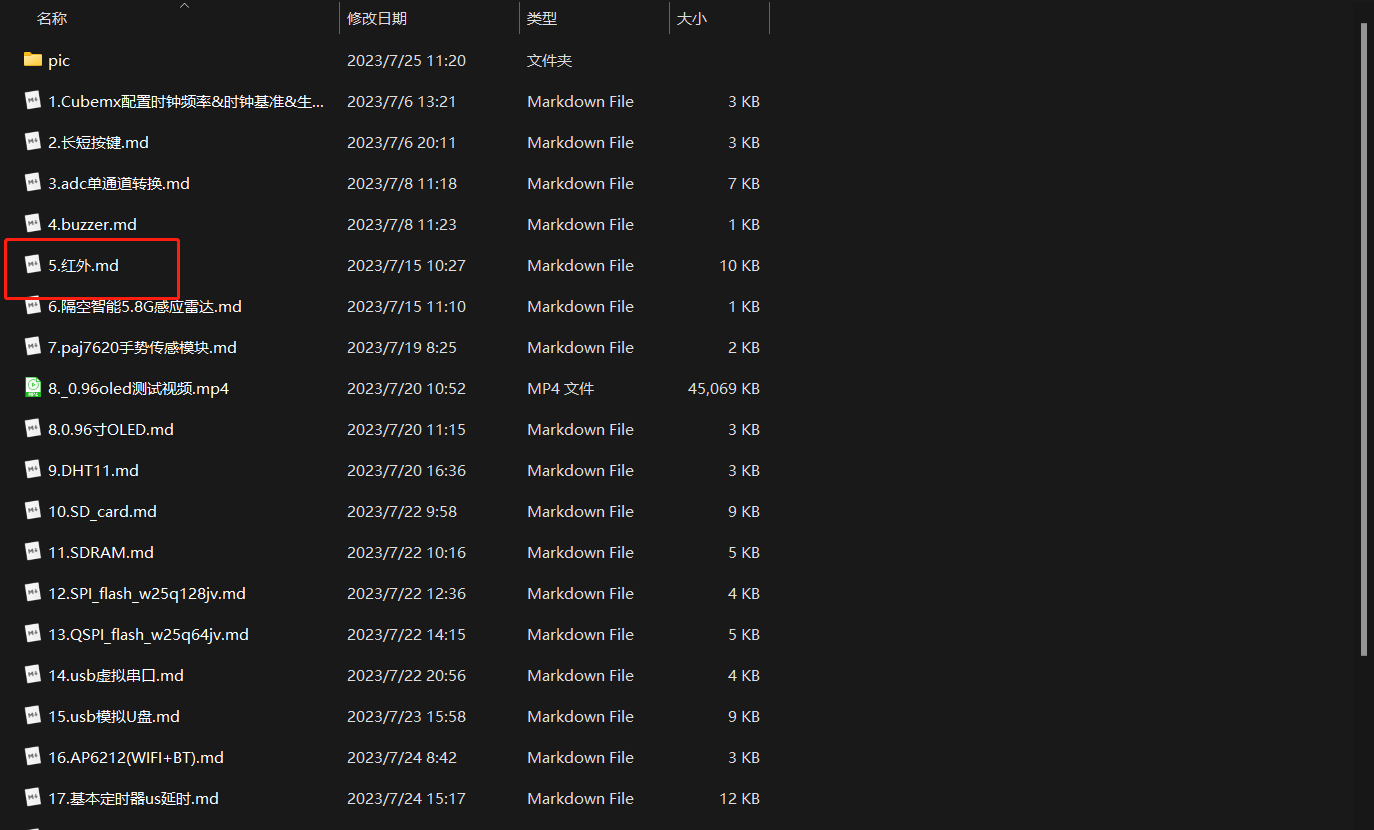 名称 修改日期 类型 大小
pic 2023/7/25 11:20 文件夹
1.Cubemx配置时钟频率&时钟基准&生... 2023/7/6 13:21 Markdown File 3 KB
2.长短按键.md 2023/7/6 20:11 Markdown File 3 KB
3.adc单通道转换.md 2023/7/8 11:18 Markdown File 7 KB
4.buzzer.md 2023/7/8 11:23 Markdown File 1 KB
5.红外.md 2023/7/15 10:27 Markdown File 10 KB
6.隔空智能5.8G感应雷达.md 2023/7/15 11:10 Markdown File 1 KB
7.paj7620手势传感模块.md 2023/7/19 8:25 Markdown File 2 KB
8._0.96oled测试视频.mp4 2023/7/20 10:52 MP4 文件 45,069 KB
8.0.96寸OLED.md 2023/7/20 11:15 Markdown File 3 KB
9.DHT11.md 2023/7/20 16:36 Markdown File 3 KB
10.SD_card.md 2023/7/22 9:58 Markdown File 9 KB
11.SDRAM.md 2023/7/22 10:16 Markdown File 5 KB
12.SPI_flash_w25q128jv.md 2023/7/22 12:36 Markdown File 4 KB
13.QSPI_flash_w25q64jv.md 2023/7/22 14:15 Markdown File 5 KB
14.usb虚拟串口.md 2023/7/22 20:56 Markdown File 4 KB
15.usb模拟U盘.md 2023/7/23 15:58 Markdown File 9 KB
16.AP6212(WIFI+BT).md 2023/7/24 8:42 Markdown File 3 KB
17.基本定时器us延时.md 2023/7/24 15:17 Markdown File 12 KB